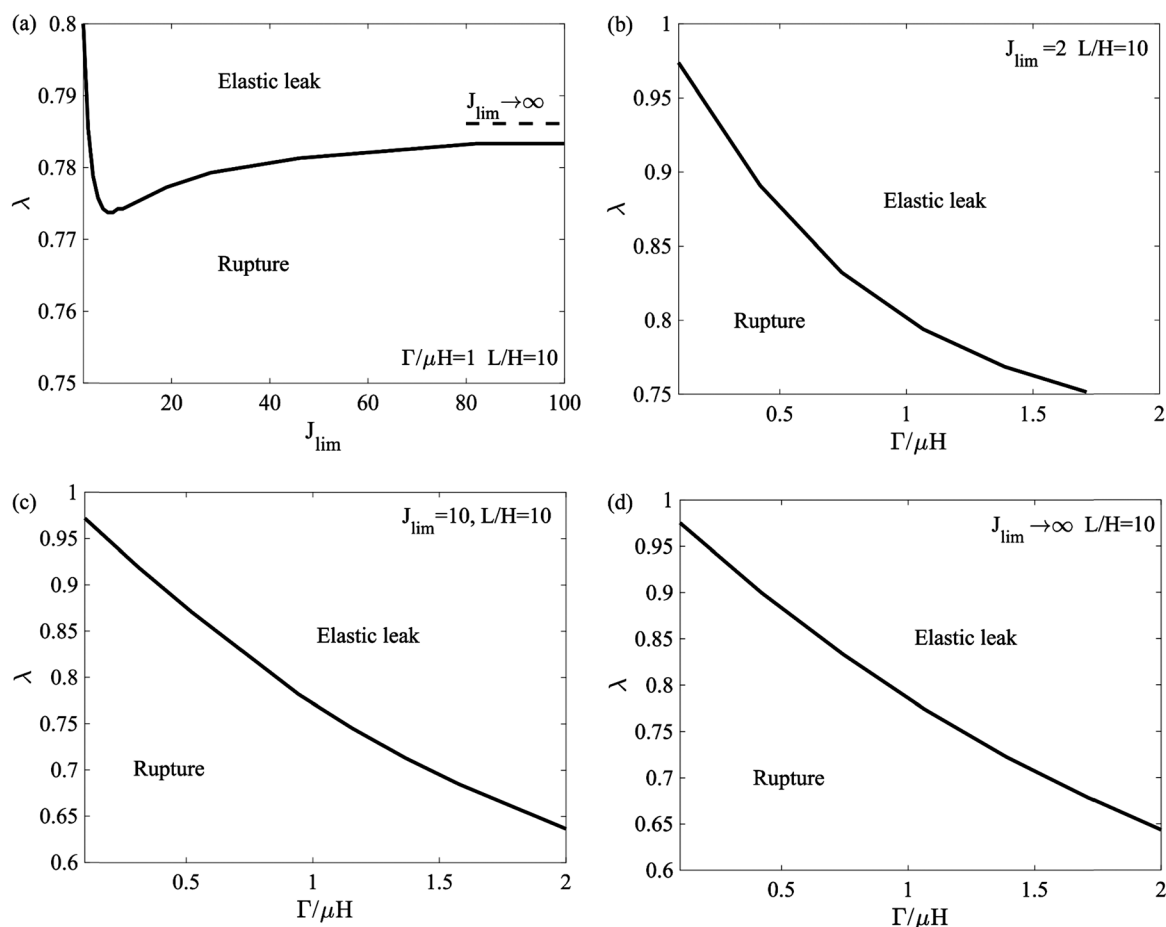 (a)
0.8
0.79
0.78
0.77
0.76
0.75
λ
Elastic leak
J_lim→∞
Rupture
Γ/μH=1 L/H=10
20 40 60 80 100
J_lim
(b)
1
0.95
0.9
0.85
0.8
0.75
λ
J_lim=2 L/H=10
Elastic leak
Rupture
0.5 1 1.5 2
Γ/μH
(c)
1
0.95
0.9
0.85
0.8
0.75
0.7
0.65
0.6
λ
J_lim=10, L/H=10
Elastic leak
Rupture
0.5 1 1.5 2
Γ/μH
(d)
1
0.95
0.9
0.85
0.8
0.75
0.7
0.65
0.6
λ
J_lim→∞ L/H=10
Elastic leak
Rupture
0.5 1 1.5 2
Γ/μH